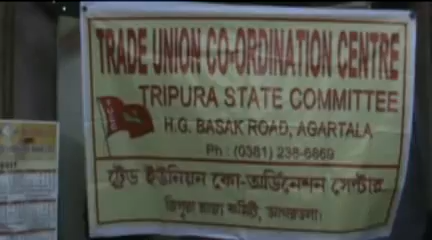 TRADE UNION CO-ORDINATION CENTRE
TRIPURA STATE COMMITTEE
H.G. BASAK ROAD, AGARTALA
Ph : (0381) 238-6869
ট্রেড ইউনিয়ন কো-অর্ডিনেশন সেন্টার
ত্রিপুরা রাজ্য কমিটি, আগরতলা।